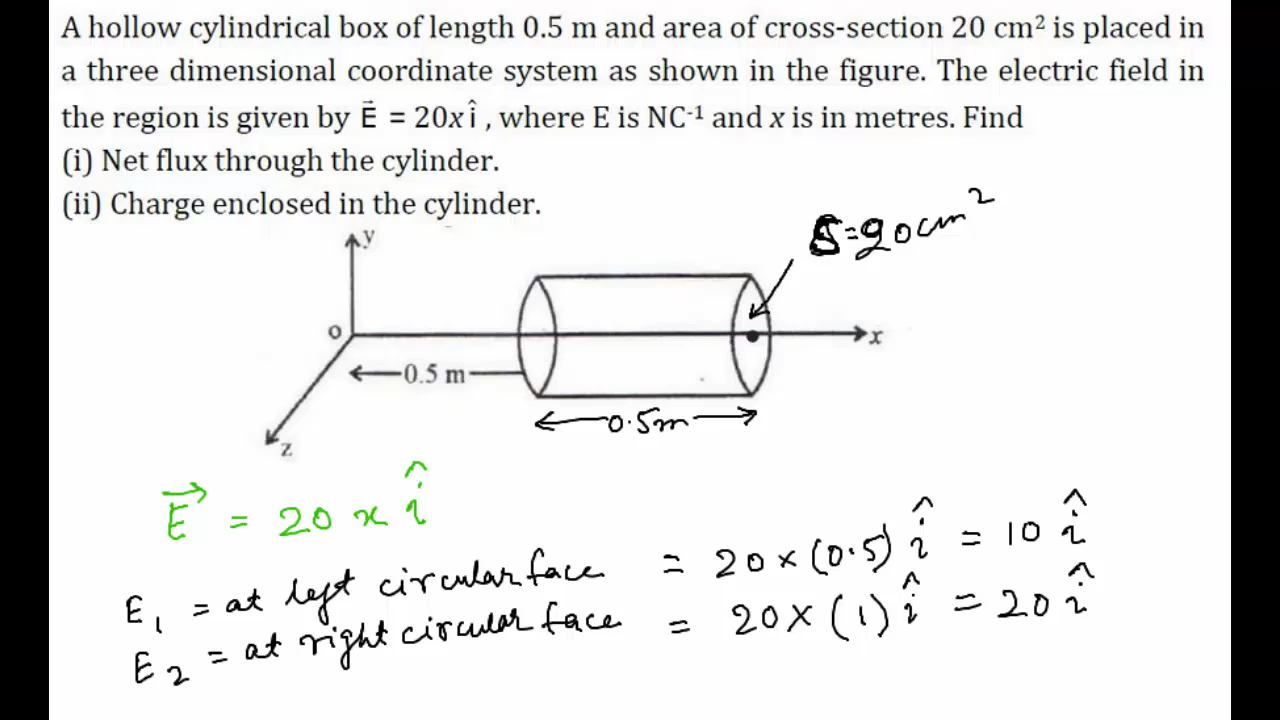 A hollow cylindrical box of length 0.5 m and area of cross-section 20 cm² is placed in
a three dimensional coordinate system as shown in the figure. The electric field in
the region is given by E⃗ = 20x î , where E is NC⁻¹ and x is in metres. Find
(i) Net flux through the cylinder.
(ii) Charge enclosed in the cylinder.
S=20cm²
y
O
x
0.5 m
0.5m
z
E⃗ = 20 x î
E₁ = at left circular face = 20×(0.5) î = 10 î
E₂ = at right circular face = 20×(1) î = 20 î